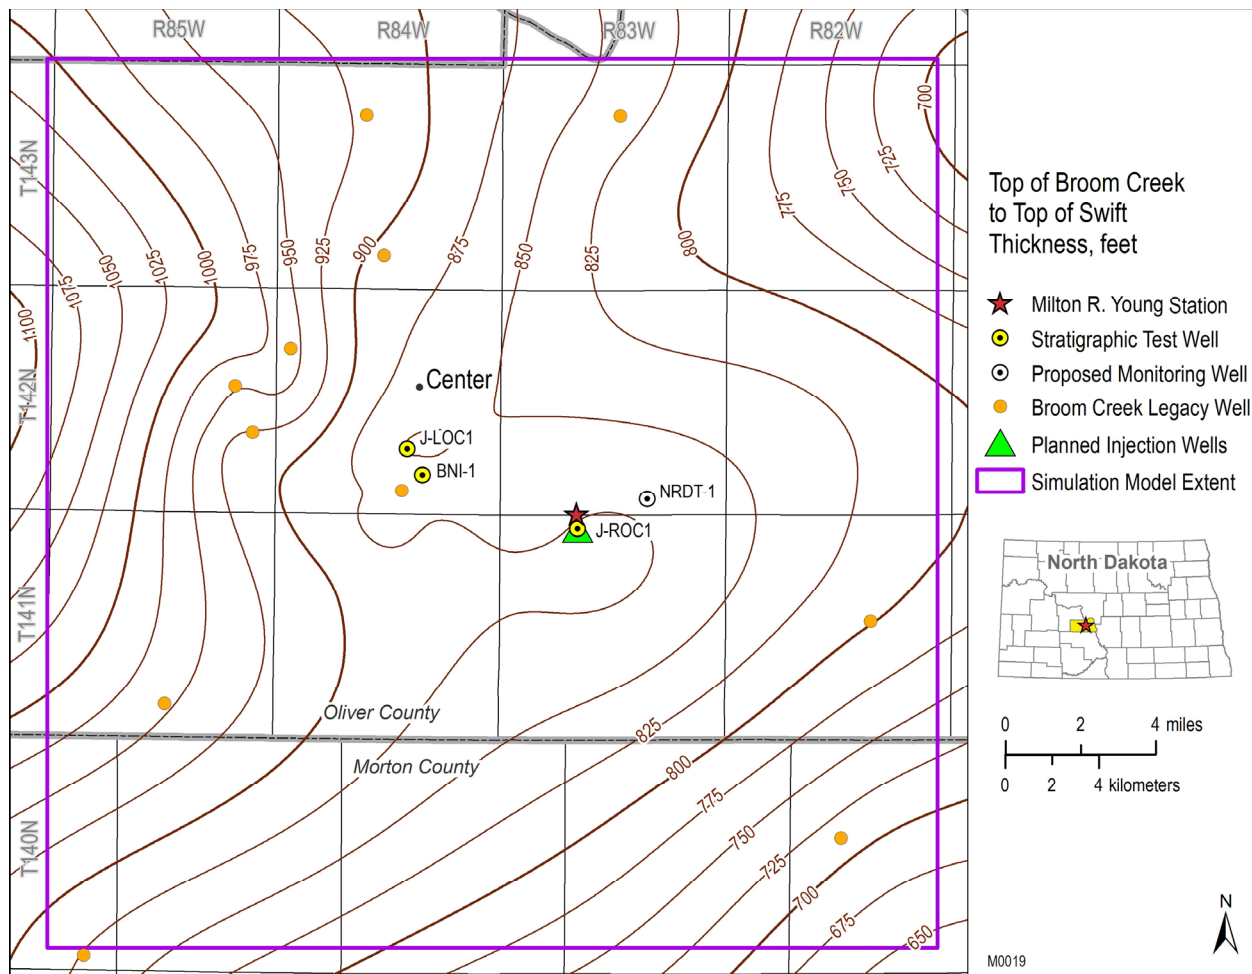 R85W
R84W
R83W
R82W
T143N
T142N
T141N
T140N
700
725
750
775
800
825
850
875
900
925
950
975
1000
1025
1050
1075
1100
Center
J-LOC1
BNI-1
NRDT-1
J-ROC1
Oliver County
Morton County
825
800
775
750
725
700
675
650
Top of Broom Creek
to Top of Swift
Thickness, feet
Milton R. Young Station
Stratigraphic Test Well
Proposed Monitoring Well
Broom Creek Legacy Well
Planned Injection Wells
Simulation Model Extent
North Dakota
0 2 4 miles
0 2 4 kilometers
N
M0019